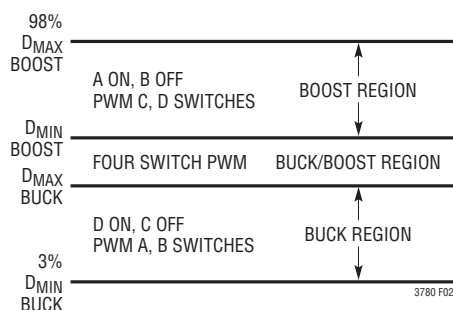 98%
DMAX
BOOST
A ON, B OFF
PWM C, D SWITCHES
BOOST REGION
DMIN
BOOST
FOUR SWITCH PWM
BUCK/BOOST REGION
DMAX
BUCK
D ON, C OFF
PWM A, B SWITCHES
BUCK REGION
3%
DMIN
BUCK
3780 F02